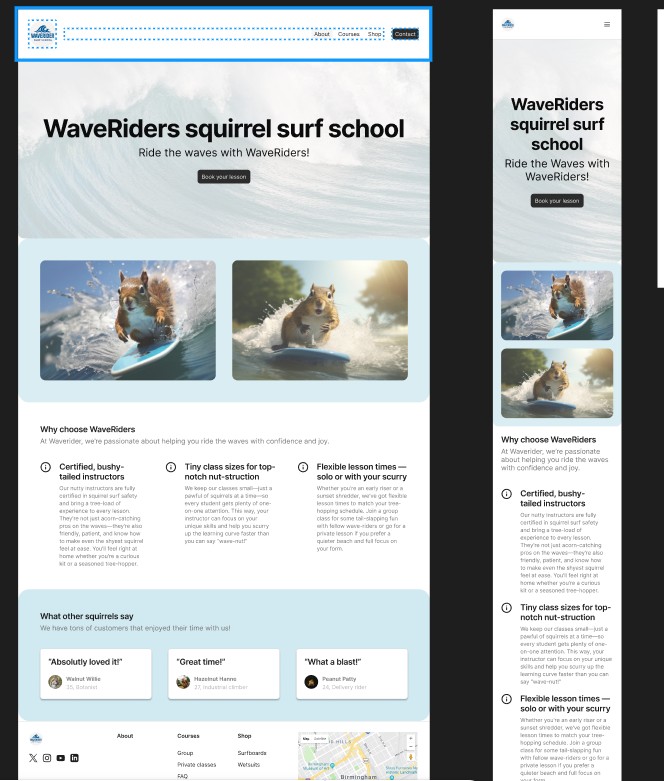 WAVERIDER
SURF SCHOOL
About
Courses
Shop
Contact
WaveRiders squirrel surf school
Ride the waves with WaveRiders!
Book your lesson
Why choose WaveRiders
At Waverider, we're passionate about helping you ride the waves with confidence and joy.
Certified, bushy-
tailed instructors
Our nutty instructors are fully
certified in squirrel surf safety
and bring a tree-load of
experience to every lesson.
They're not just acorn-catching
pros on the waves—they're also
friendly, patient, and know how
to make even the shyest squirrel
feel at ease. You'll feel right at
home whether you're a curious
kit or a seasoned tree-hopper.
Tiny class sizes for top-
notch nut-struction
We keep our classes small—just a
pawful of squirrels at a time—so
every student gets plenty of one-
on-one attention. This way, your
instructor can focus on your
unique skills and help you scurry
up the learning curve faster than
you can say "wave-nut!"
Flexible lesson times —
solo or with your scurry
Whether you're an early riser or a
sunset shredder, we've got flexible
lesson times to match your tree-
hopping schedule. Join a group
class for some tail-slapping fun
with fellow wave-riders or go for a
private lesson if you prefer a
quieter beach and full focus on
your form.
What other squirrels say
We have tons of customers that enjoyed their time with us!
"Absolutly loved it!"
Walnut Willie
35, Botanist
"Great time!"
Hazelnut Hanno
27, Industrial climber
"What a blast!"
Peanut Patty
24, Delivery rider
About
Courses
Group
Private classes
FAQ
Shop
Surfboards
Wetsuits
Birmingham
WaveRiders
squirrel surf
school
Ride the Waves with
WaveRiders!
Book your lesson
Why choose WaveRiders
At Waverider, we're passionate
about helping you ride the waves
with confidence and joy.
Certified, bushy-
tailed instructors
Our nutty instructors are fully
certified in squirrel surf safety
and bring a tree-load of
experience to every lesson.
They're not just acorn-catching
pros on the waves—they're also
friendly, patient, and know how
to make even the shyest squirrel
feel at ease. You'll feel right at
home whether you're a curious
kit or a seasoned tree-hopper.
Tiny class sizes for top-
notch nut-struction
We keep our classes small—just a
pawful of squirrels at a time—so
every student gets plenty of one-
on-one attention. This way, your
instructor can focus on your unique
skills and help you scurry up the
learning curve faster than you can
say "wave-nut!"
Flexible lesson times —
solo or with your scurry
Whether you're an early riser or a
sunset shredder, we've got flexible
lesson times to match your tree-
hopping schedule. Join a group
class for some tail-slapping fun
with fellow wave-riders or go for a
private lesson if you prefer a
quieter beach and full focus on
your form.